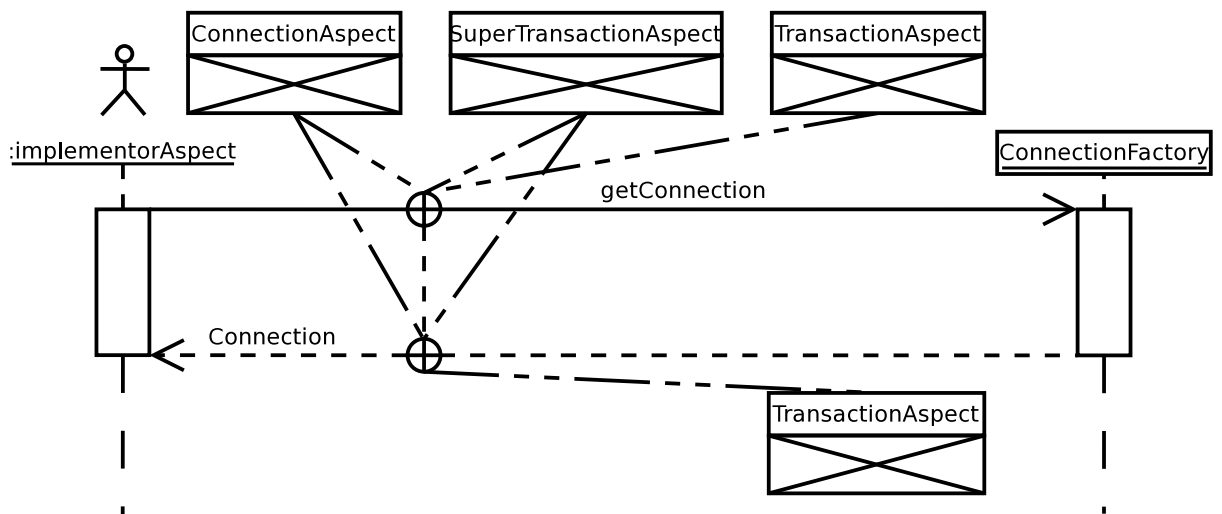 ConnectionAspect
SuperTransactionAspect
TransactionAspect
:implementorAspect
ConnectionFactory
getConnection
Connection
TransactionAspect